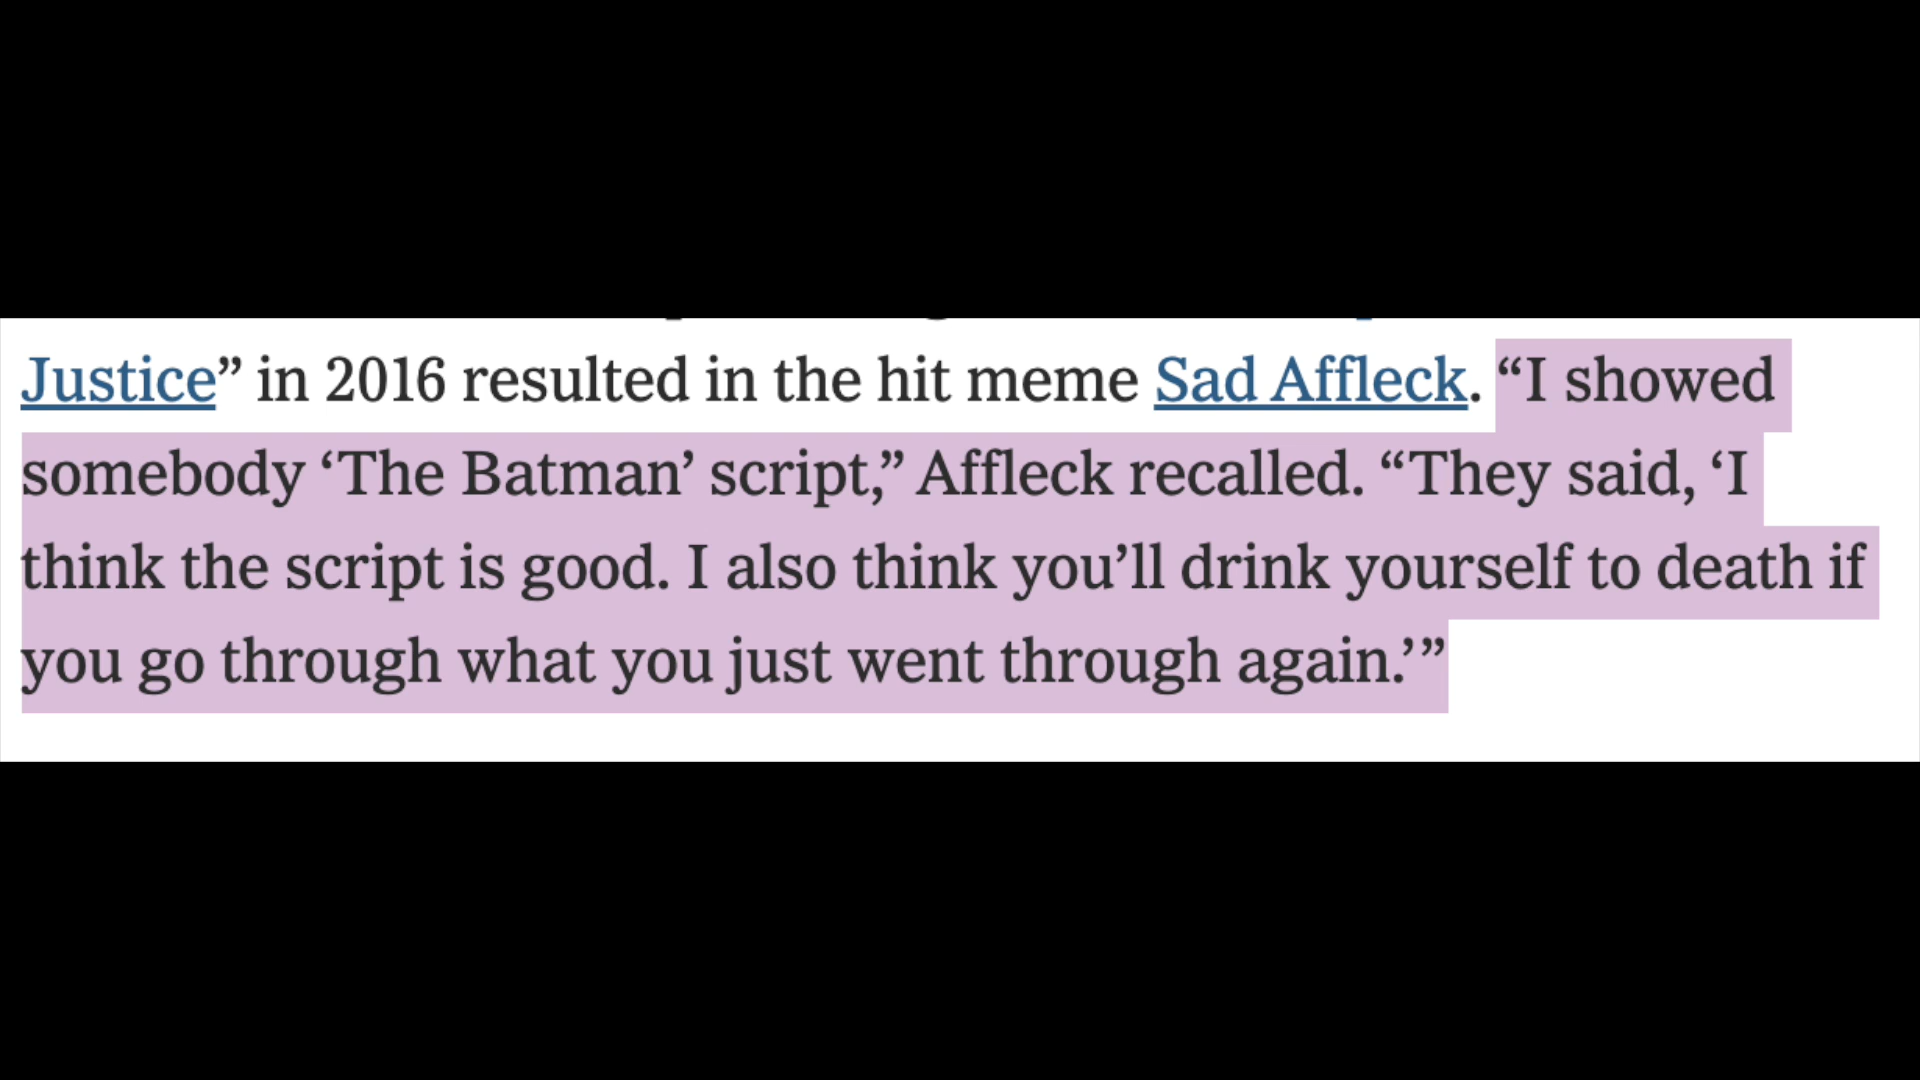 Justice” in 2016 resulted in the hit meme Sad Affleck. “I showed
somebody ‘The Batman’ script,” Affleck recalled. “They said, ‘I
think the script is good. I also think you’ll drink yourself to death if
you go through what you just went through again.’”